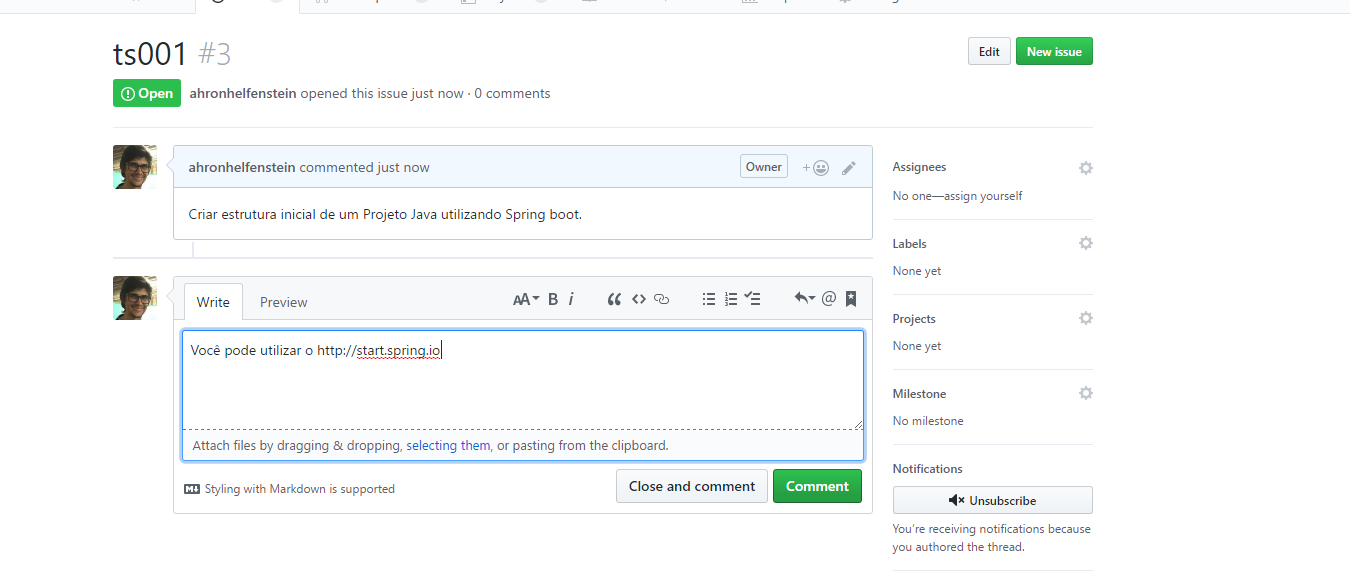 ts001 #3
Edit
New issue
Open
ahronhelfenstein opened this issue just now · 0 comments
ahronhelfenstein commented just now
Owner
Criar estrutura inicial de um Projeto Java utilizando Spring boot.
Write
Preview
AA B i
Você pode utilizar o http://start.spring.io
Attach files by dragging & dropping, selecting them, or pasting from the clipboard.
Styling with Markdown is supported
Close and comment
Comment
Assignees
No one—assign yourself
Labels
None yet
Projects
None yet
Milestone
No milestone
Notifications
Unsubscribe
You're receiving notifications because
you authored the thread.